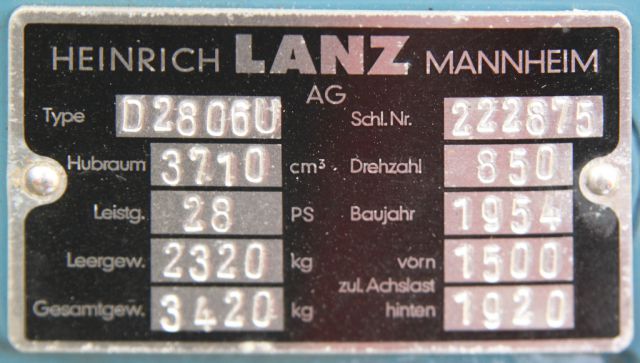 HEINRICH LANZ MANNHEIM
AG
Type D2806U Schl.Nr. 222875
Hubraum 3710 cm³ Drehzahl 850
Leistg. 28 PS Baujahr 1954
Leergew. 2320 kg vorn 1500
zul. Achslast
Gesamtgew. 3420 kg hinten 1920